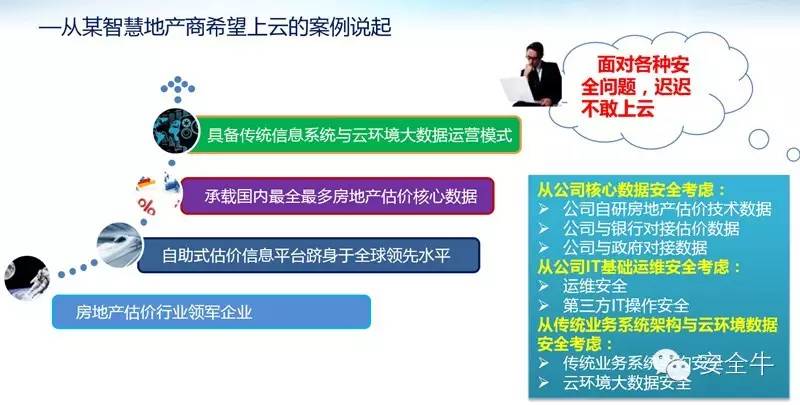 —从某智慧地产商希望上云的案例说起
面对各种安
全问题，迟迟
不敢上云
具备传统信息系统与云环境大数据运营模式
承载国内最全最多房地产估价核心数据
自助式估价信息平台跻身于全球领先水平
房地产估价行业领军企业
从公司核心数据安全考虑：
公司自研房地产估价技术数据
公司与银行对接估价数据
公司与政府对接数据
从公司IT基础运维安全考虑：
运维安全
第三方IT操作安全
从传统业务系统架构与云环境数据
安全考虑：
传统业务系统 的安全
云环境大数据安全
安全牛